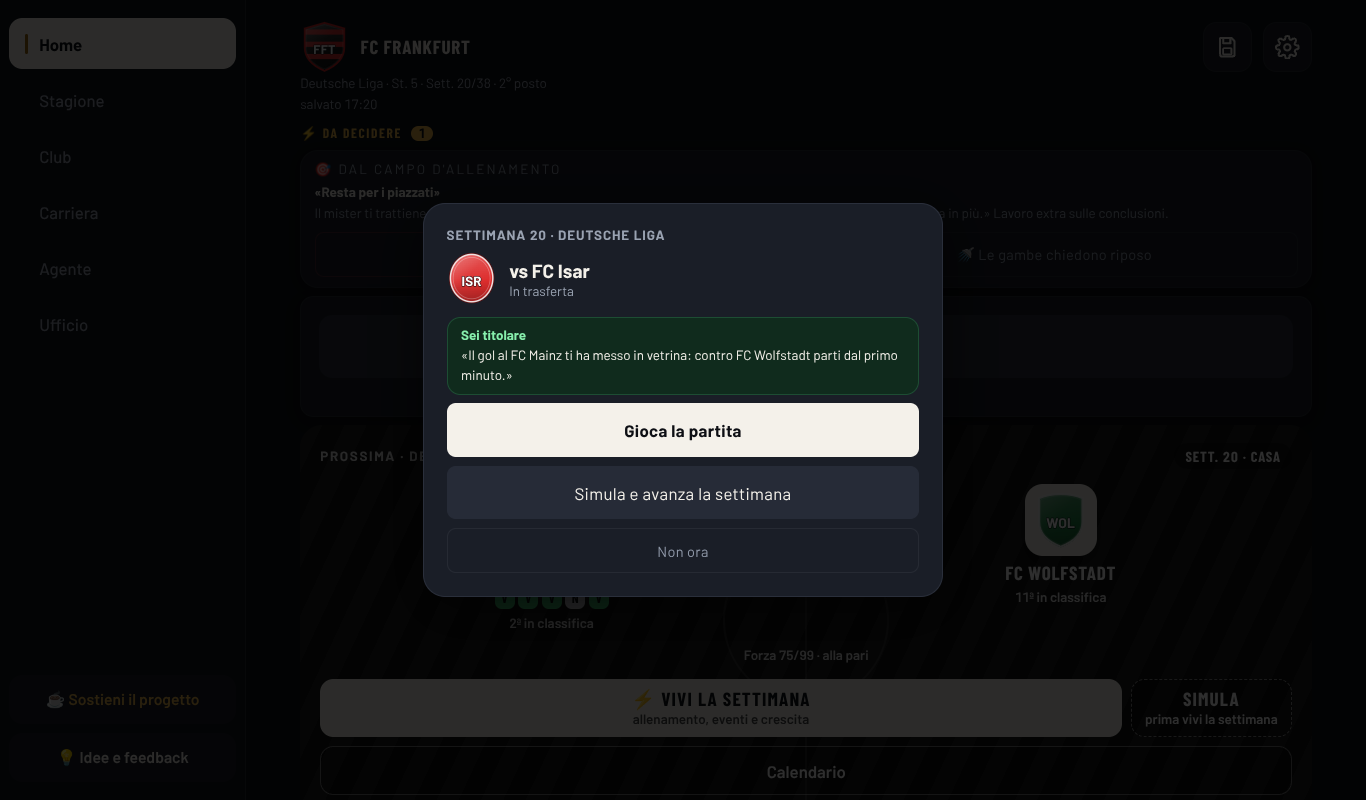 Home
Stagione
Club
Carriera
Agente
Ufficio
☕ Sostieni il progetto
💡 Idee e feedback
FFT
FC FRANKFURT
Deutsche Liga · St. 5 · Sett. 20/38 · 2° posto
salvato 17:20
⚡ DA DECIDERE 1
DAL CAMPO D'ALLENAMENTO
«Resta per i piazzati»
Il mister ti trattiene
in più.» Lavoro extra sulle conclusioni.
Le gambe chiedono riposo
SETTIMANA 20 · DEUTSCHE LIGA
ISR
vs FC Isar
In trasferta
Sei titolare
«Il gol al FC Mainz ti ha messo in vetrina: contro FC Wolfstadt parti dal primo
minuto.»
Gioca la partita
Simula e avanza la settimana
Non ora
PROSSIMA · DE
SETT. 20 · CASA
WOL
FC WOLFSTADT
11ª in classifica
2ª in classifica
Forza 75/99 · alla pari
⚡ VIVI LA SETTIMANA
allenamento, eventi e crescita
SIMULA
prima vivi la settimana
Calendario